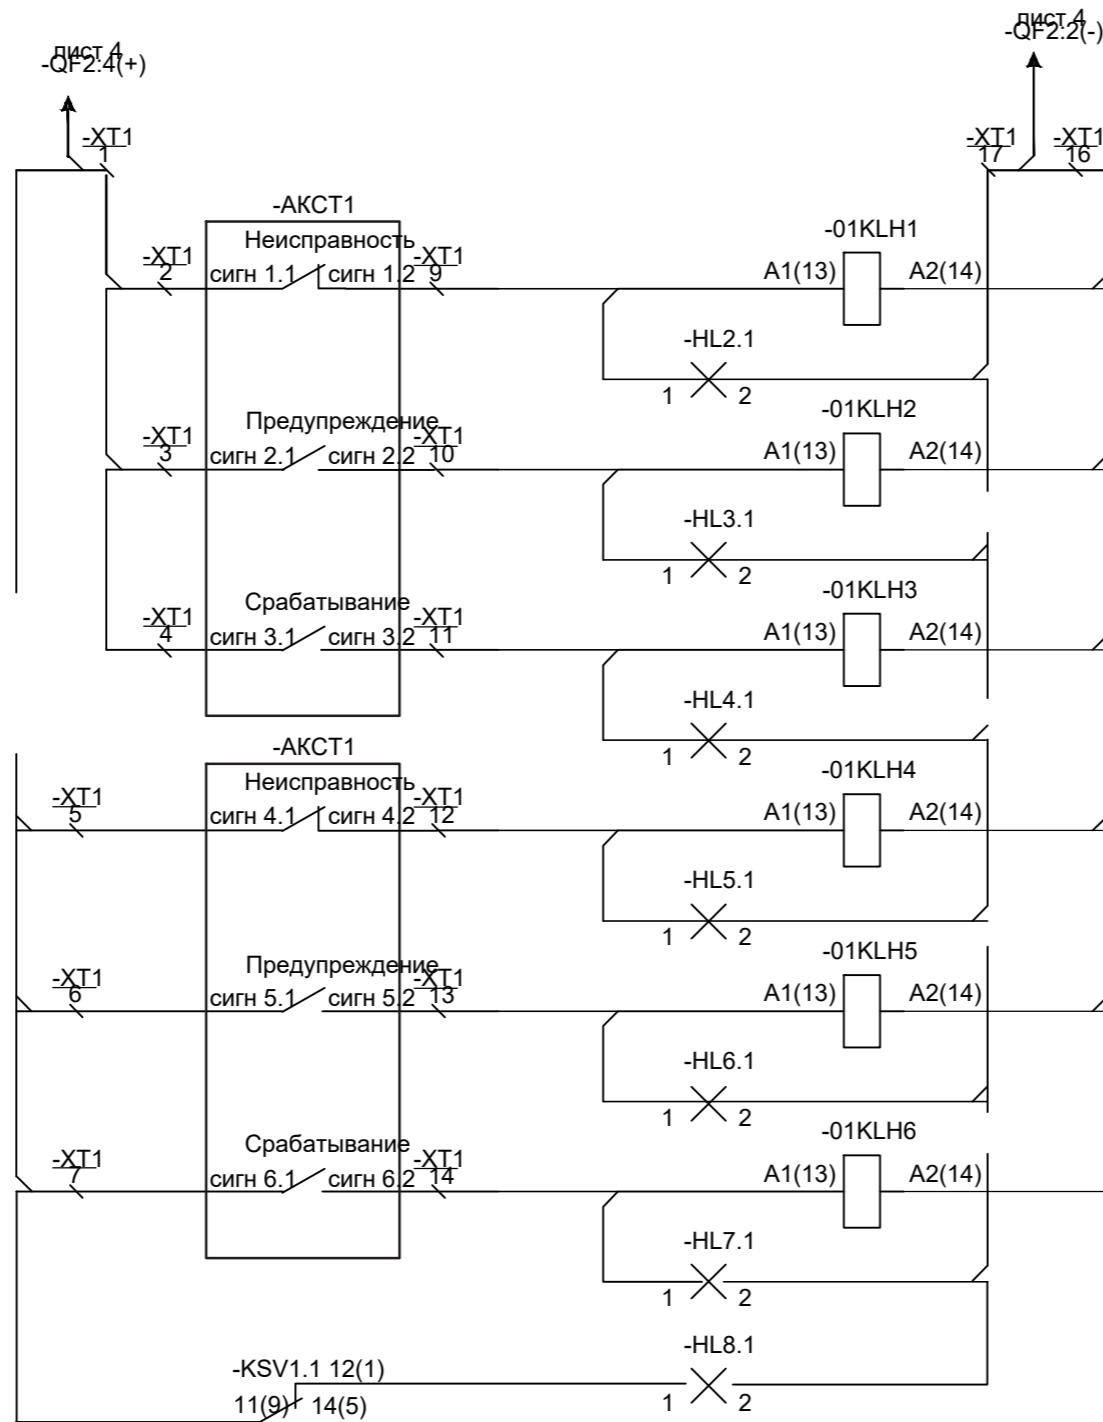 лист 4
-QF2:2(-)
лист 4
-QF2:4(+)
-XT1
1
-XT1
17
-XT1
16
-АКСТ1
Неисправность
-01KLH1
-XT1
2
сигн 1.1
сигн 1.2
-XT1
9
A1(13)
A2(14)
-HL2.1
1
2
Предупреждение
-01KLH2
-XT1
3
сигн 2.1
сигн 2.2
-XT1
10
A1(13)
A2(14)
-HL3.1
1
2
Срабатывание
-01KLH3
-XT1
4
сигн 3.1
сигн 3.2
-XT1
11
A1(13)
A2(14)
-HL4.1
1
2
-АКСТ1
Неисправность
-01KLH4
-XT1
5
сигн 4.1
сигн 4.2
-XT1
12
A1(13)
A2(14)
-HL5.1
1
2
Предупреждение
-01KLH5
-XT1
6
сигн 5.1
сигн 5.2
-XT1
13
A1(13)
A2(14)
-HL6.1
1
2
Срабатывание
-01KLH6
-XT1
7
сигн 6.1
сигн 6.2
-XT1
14
A1(13)
A2(14)
-HL7.1
1
2
-HL8.1
-KSV1.1 12(1)
11(9)
14(5)
1
2